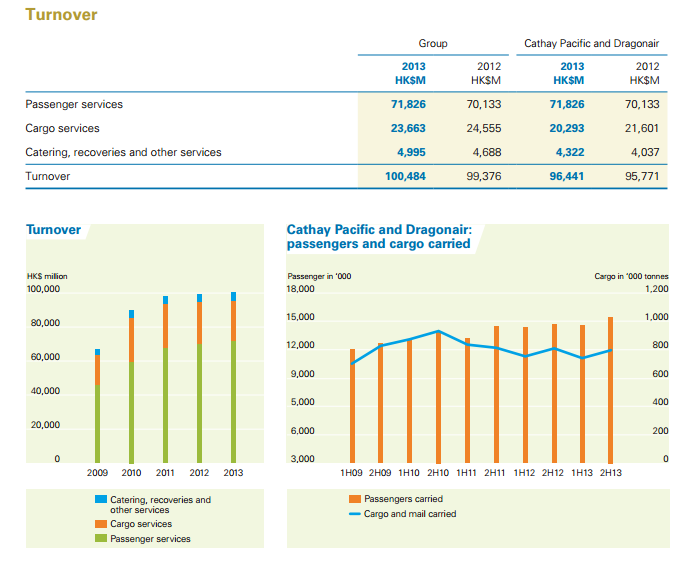 Turnover
Group Cathay Pacific and Dragonair
2013 2012 2013 2012
HK$M HK$M HK$M HK$M
Passenger services 71,826 70,133 71,826 70,133
Cargo services 23,663 24,555 20,293 21,601
Catering, recoveries and other services 4,995 4,688 4,322 4,037
Turnover 100,484 99,376 96,441 95,771
Turnover
HK$ million
100,000
80,000
60,000
40,000
20,000
0
2009 2010 2011 2012 2013
Catering, recoveries and
other services
Cargo services
Passenger services
Cathay Pacific and Dragonair:
passengers and cargo carried
Passenger in '000 Cargo in '000 tonnes
18,000 1,200
15,000 1,000
12,000 800
9,000 600
5,000 400
6,000 200
3,000 0
1H09 2H09 1H10 2H10 1H11 2H11 1H12 2H12 1H13 2H13
Passengers carried
Cargo and mail carried